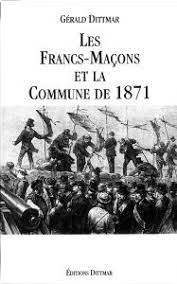 GÉRALD DITTMAR
LES
FRANCS-MAÇONS
ET LA
COMMUNE DE 1871
ÉDITIONS DITTMAR